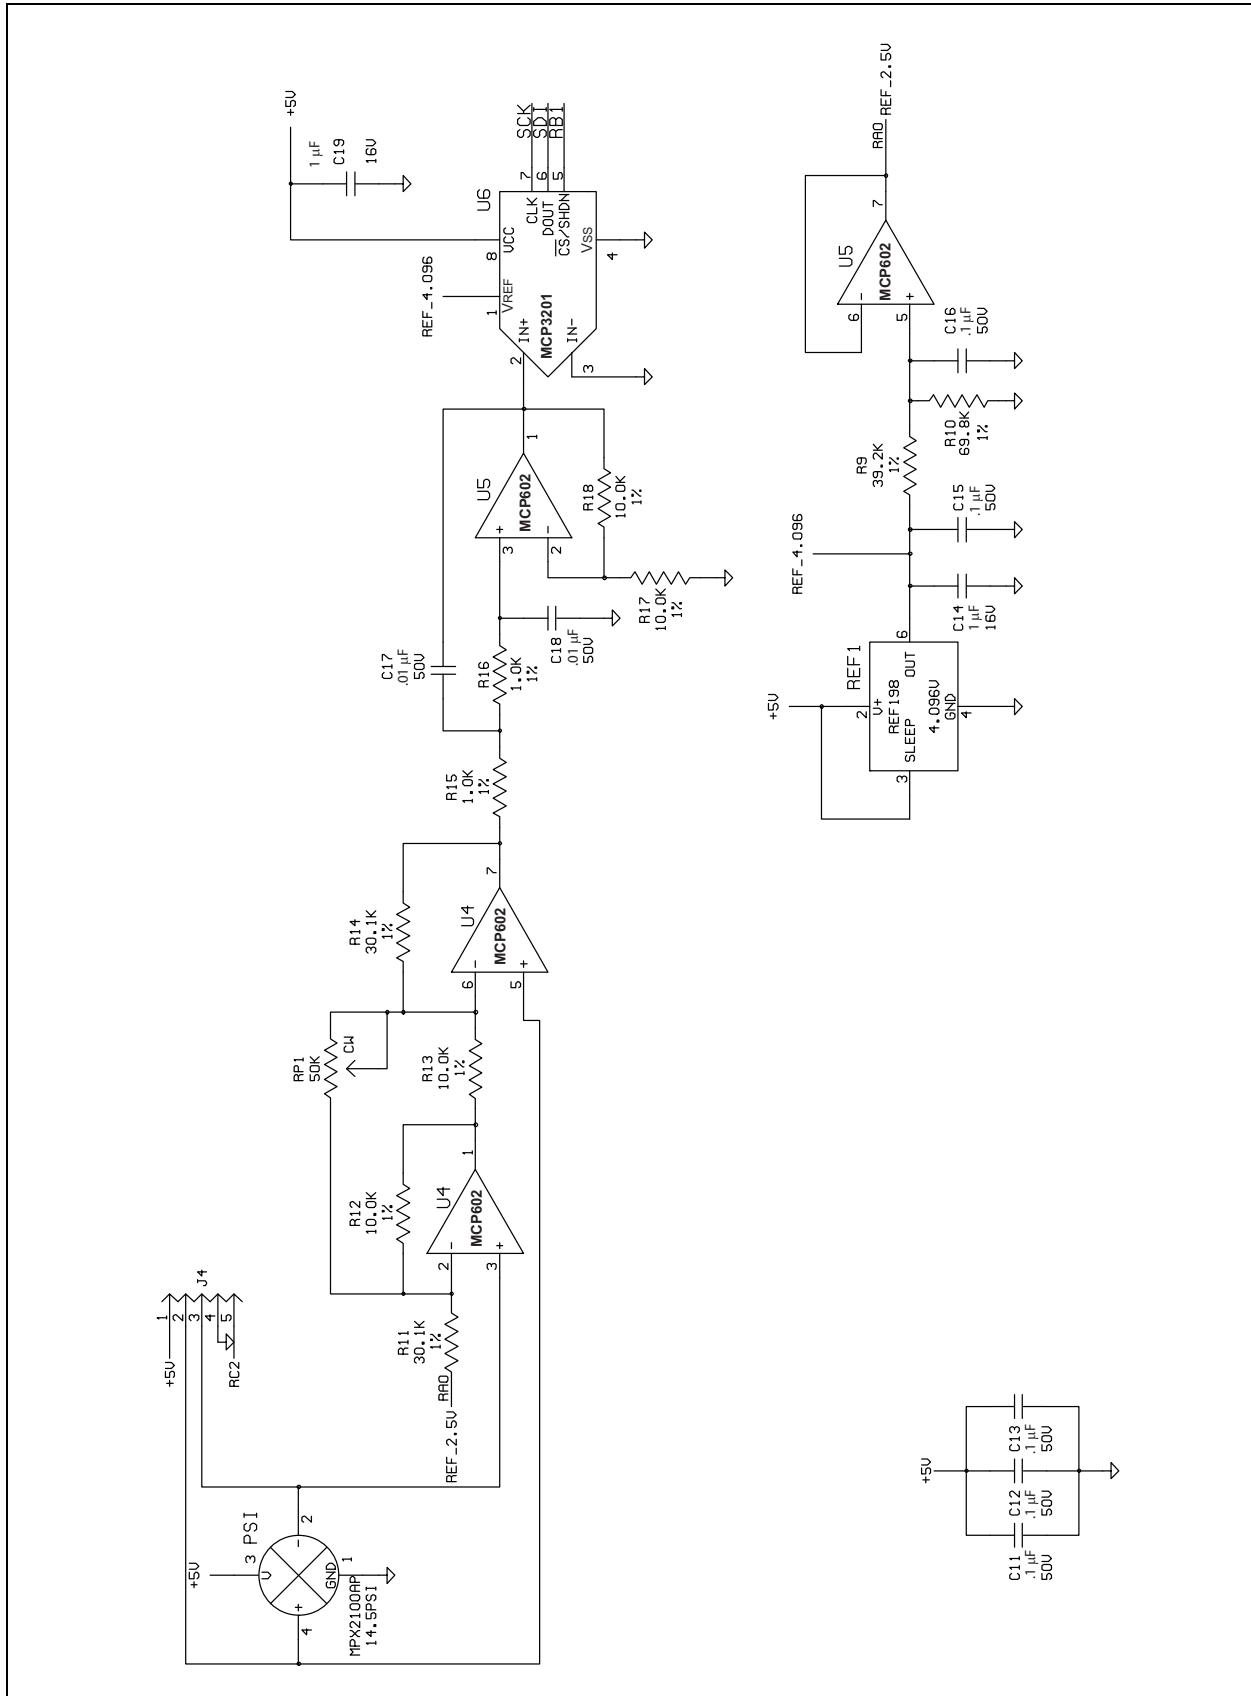 +5V
1 µF
C19
16V
SCK
SDI
RB1
7
6
5
U6
CLK
DOUT
CS/SHDN
VCC
8
VSS
4
REF_4.096
VREF
1
MCP3201
IN+
2
IN-
3
1
U5
MCP602
+
-
3
2
R18
10.0K
1%
R17
10.0K
1%
C17
.01 µF
50V
R16
1.0K
1%
C18
.01 µF
50V
R15
1.0K
1%
7
U4
MCP602
-
+
6
5
R14
30.1K
1%
RP1
50K
CW
R13
10.0K
1%
1
U4
MCP602
-
+
2
3
R12
10.0K
1%
R11
30.1K
1%
RA0
REF_2.5V
J4
1
2
3
4
5
+5V
RC2
PSI
+5V
3
V
-
2
+
4
GND
1
MPX2100AP
14.5PSI
REF_2.5V
RA0
7
U5
MCP602
-
+
6
5
C16
.1 µF
50V
R10
69.8K
1%
R9
39.2K
1%
C15
.1 µF
50V
REF_4.096
C14
1 µF
16V
REF1
6
OUT
REF198
4.096V
V+
2
SLEEP
3
GND
4
+5V
+5V
C11
.1 µF
50V
C12
.1 µF
50V
C13
.1 µF
50V